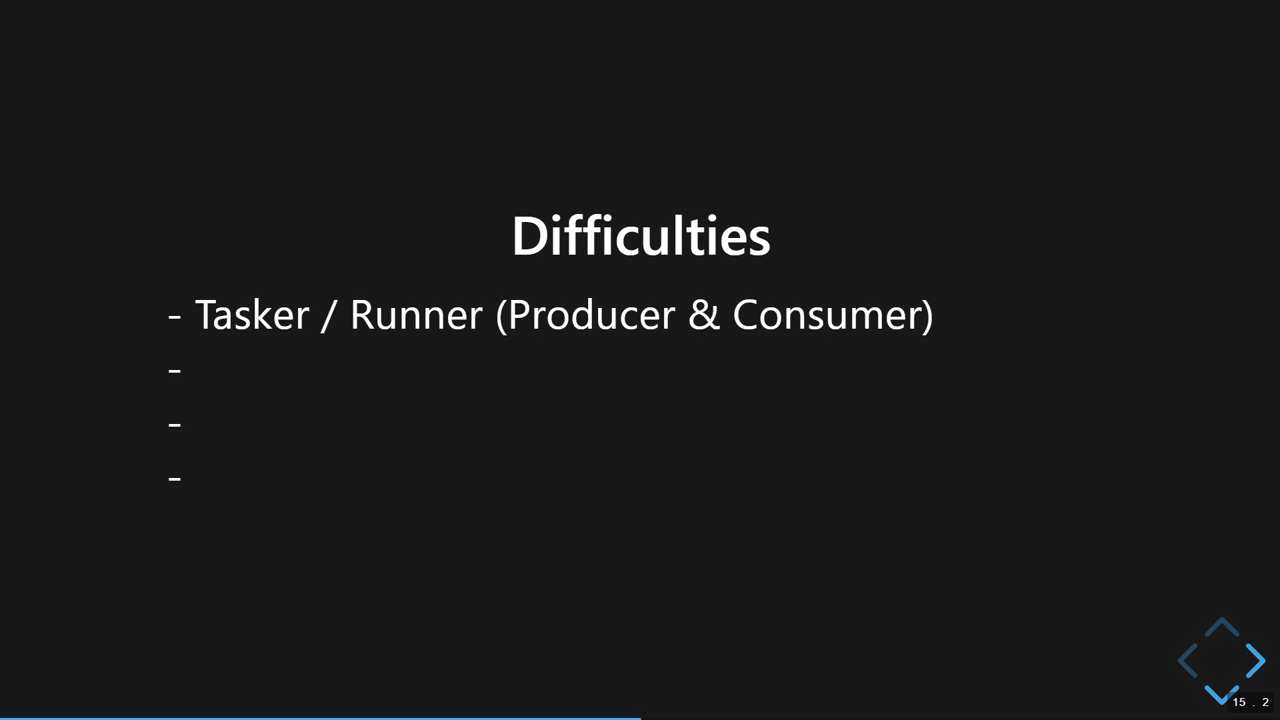 Difficulties
- Tasker / Runner (Producer & Consumer)
-
-
-
15 . 2